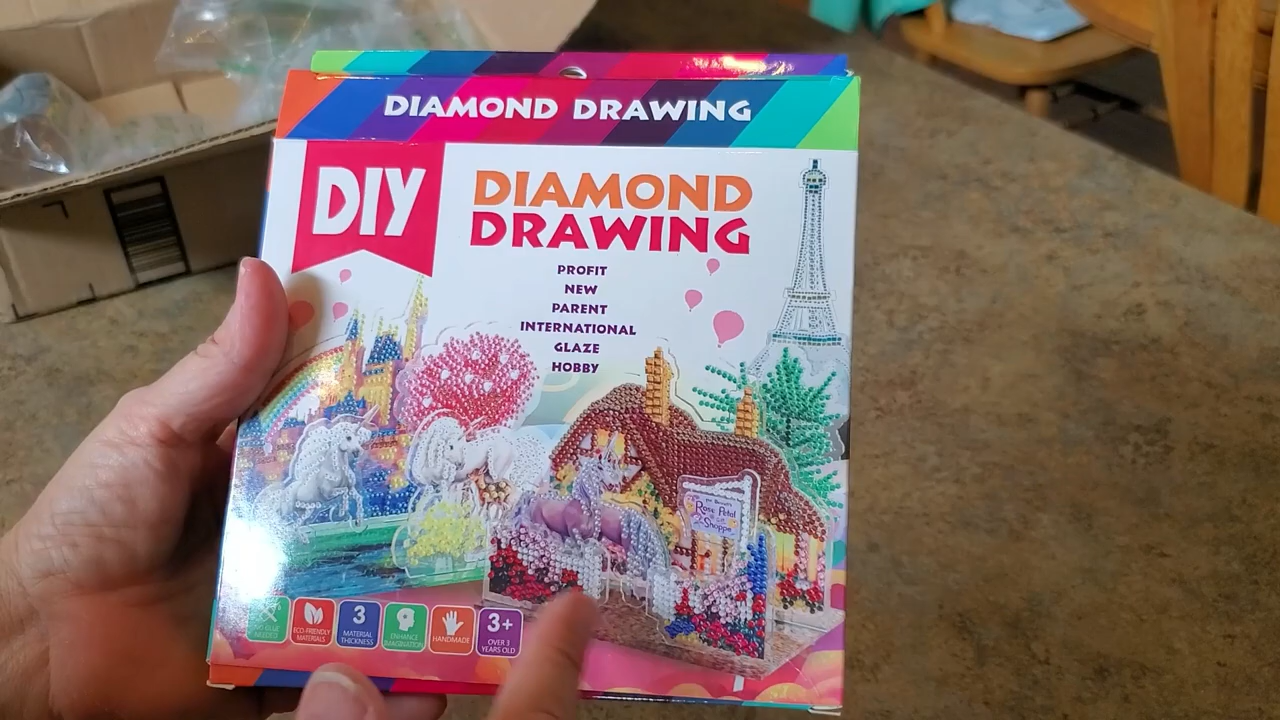 DIAMOND DRAWING
DIY
DIAMOND
DRAWING
PROFIT
NEW
PARENT
INTERNATIONAL
GLAZE
HOBBY
Rose Petal
Shoppe
NEEDED
ECO-FRIENDLY
MATERIALS
3
MATERIAL
THICKNESS
ENHANCE
IMAGINATION
HANDMADE
3+
OVER 3
YEARS OLD